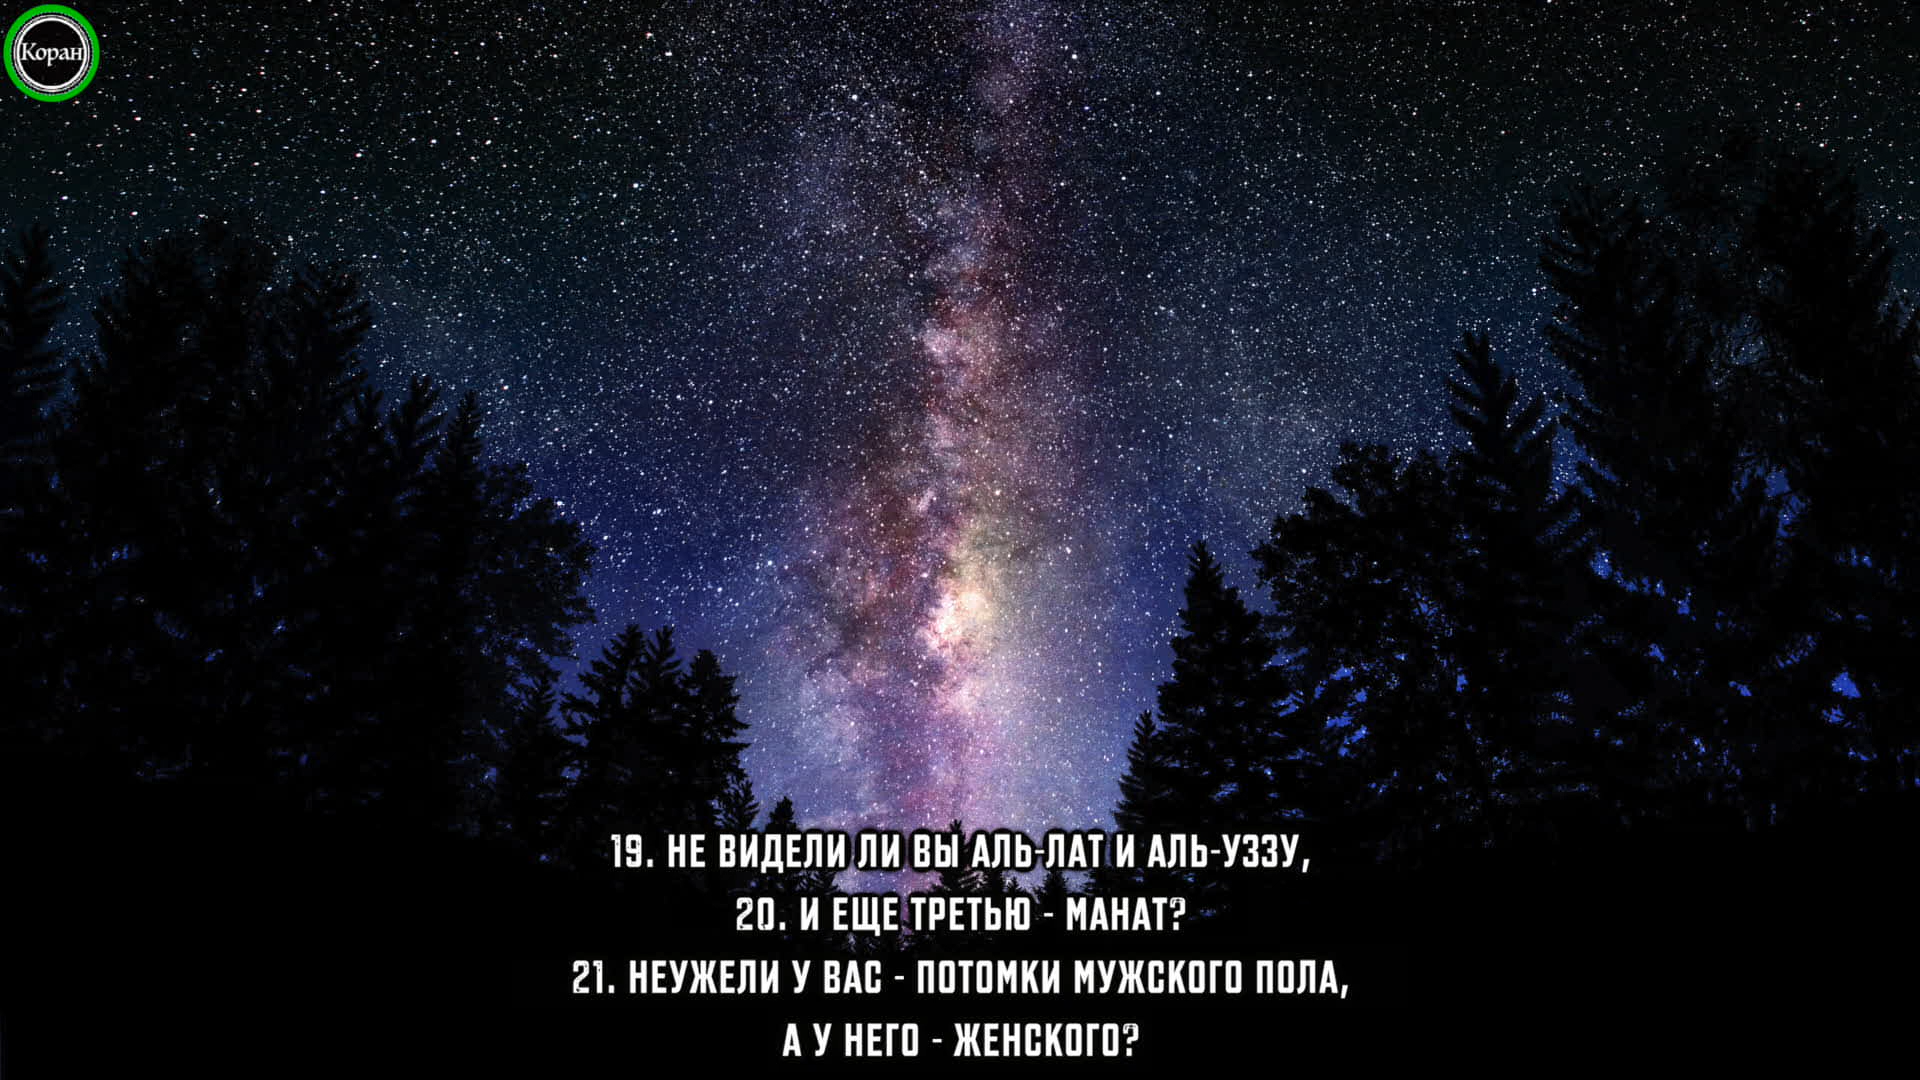 Коран
19. НЕ ВИДЕЛИ ЛИ ВЫ АЛЬ-ЛАТ И АЛЬ-УЗЗУ,
20. И ЕЩЕ ТРЕТЬЮ - МАНАТ?
21. НЕУЖЕЛИ У ВАС - ПОТОМКИ МУЖСКОГО ПОЛА,
А У НЕГО - ЖЕНСКОГО?